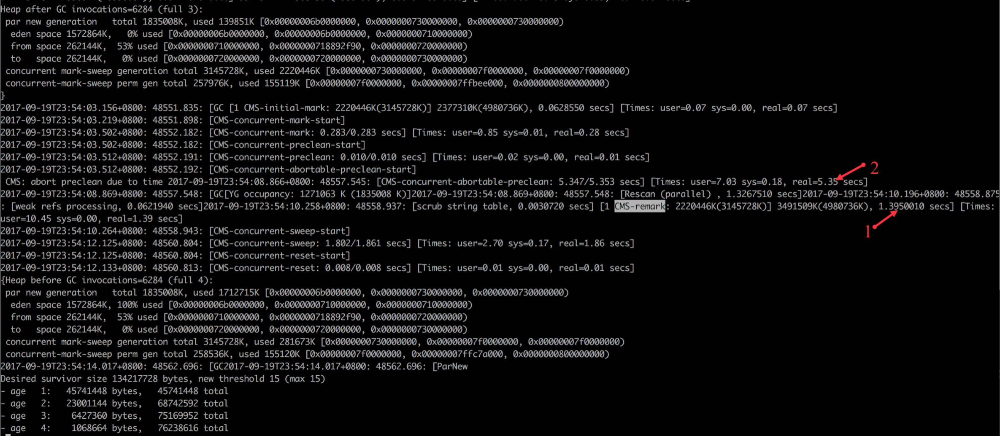 Heap after GC invocations=6284 (full 3):
 par new generation   total 1835008K, used 139851K [0x00000006b0000000, 0x0000000730000000, 0x0000000730000000)
  eden space 1572864K,   0% used [0x00000006b0000000, 0x00000006b0000000, 0x0000000710000000)
  from space 262144K,  53% used [0x0000000710000000, 0x0000000718892f90, 0x0000000720000000)
  to   space 262144K,   0% used [0x0000000720000000, 0x0000000720000000, 0x0000000730000000)
 concurrent mark-sweep generation total 3145728K, used 2220446K [0x0000000730000000, 0x00000007f0000000, 0x00000007f0000000)
 concurrent-mark-sweep perm gen total 257976K, used 155119K [0x00000007f0000000, 0x00000007ffbee000, 0x0000000800000000)
}
2017-09-19T23:54:03.156+0800: 48551.835: [GC [1 CMS-initial-mark: 2220446K(3145728K)] 2377310K(4980736K), 0.0628550 secs] [Times: user=0.07 sys=0.00, real=0.07 secs]
2017-09-19T23:54:03.219+0800: 48551.898: [CMS-concurrent-mark-start]
2017-09-19T23:54:03.502+0800: 48552.182: [CMS-concurrent-mark: 0.283/0.283 secs] [Times: user=0.85 sys=0.01, real=0.28 secs]
2017-09-19T23:54:03.502+0800: 48552.182: [CMS-concurrent-preclean-start]
2017-09-19T23:54:03.512+0800: 48552.191: [CMS-concurrent-preclean: 0.010/0.010 secs] [Times: user=0.02 sys=0.00, real=0.01 secs]
2017-09-19T23:54:03.512+0800: 48552.192: [CMS-concurrent-abortable-preclean-start]
2
 CMS: abort preclean due to time 2017-09-19T23:54:08.866+0800: 48557.545: [CMS-concurrent-abortable-preclean: 5.347/5.353 secs] [Times: user=7.03 sys=0.18, real=5.35 secs]
2017-09-19T23:54:08.869+0800: 48557.548: [GC[YG occupancy: 1271063 K (1835008 K)]2017-09-19T23:54:08.869+0800: 48557.548: [Rescan (parallel) , 1.3267510 secs]2017-09-19T23:54:10.196+0800: 48558.875
: [weak refs processing, 0.0621940 secs]2017-09-19T23:54:10.258+0800: 48558.937: [scrub string table, 0.0030720 secs] [1 CMS-remark: 2220446K(3145728K)] 3491509K(4980736K), 1.3950010 secs] [Times:
user=10.45 sys=0.00, real=1.39 secs]
1
2017-09-19T23:54:10.264+0800: 48558.943: [CMS-concurrent-sweep-start]
2017-09-19T23:54:12.125+0800: 48560.804: [CMS-concurrent-sweep: 1.802/1.861 secs] [Times: user=2.70 sys=0.17, real=1.86 secs]
2017-09-19T23:54:12.125+0800: 48560.804: [CMS-concurrent-reset-start]
2017-09-19T23:54:12.133+0800: 48560.813: [CMS-concurrent-reset: 0.008/0.008 secs] [Times: user=0.01 sys=0.00, real=0.01 secs]
{Heap before GC invocations=6284 (full 4):
 par new generation   total 1835008K, used 1712715K [0x00000006b0000000, 0x0000000730000000, 0x0000000730000000)
  eden space 1572864K, 100% used [0x00000006b0000000, 0x0000000710000000, 0x0000000710000000)
  from space 262144K,  53% used [0x0000000710000000, 0x0000000718892f90, 0x0000000720000000)
  to   space 262144K,   0% used [0x0000000720000000, 0x0000000720000000, 0x0000000730000000)
 concurrent mark-sweep generation total 3145728K, used 281673K [0x0000000730000000, 0x00000007f0000000, 0x00000007f0000000)
 concurrent-mark-sweep perm gen total 258536K, used 155120K [0x00000007f0000000, 0x00000007ffc7a000, 0x0000000800000000)
2017-09-19T23:54:14.017+0800: 48562.696: [GC2017-09-19T23:54:14.017+0800: 48562.696: [ParNew
Desired survivor size 134217728 bytes, new threshold 15 (max 15)
- age   1:   45741448 bytes,   45741448 total
- age   2:   23001144 bytes,   68742592 total
- age   3:    6427360 bytes,   75169952 total
- age   4:    1068664 bytes,   76238616 total